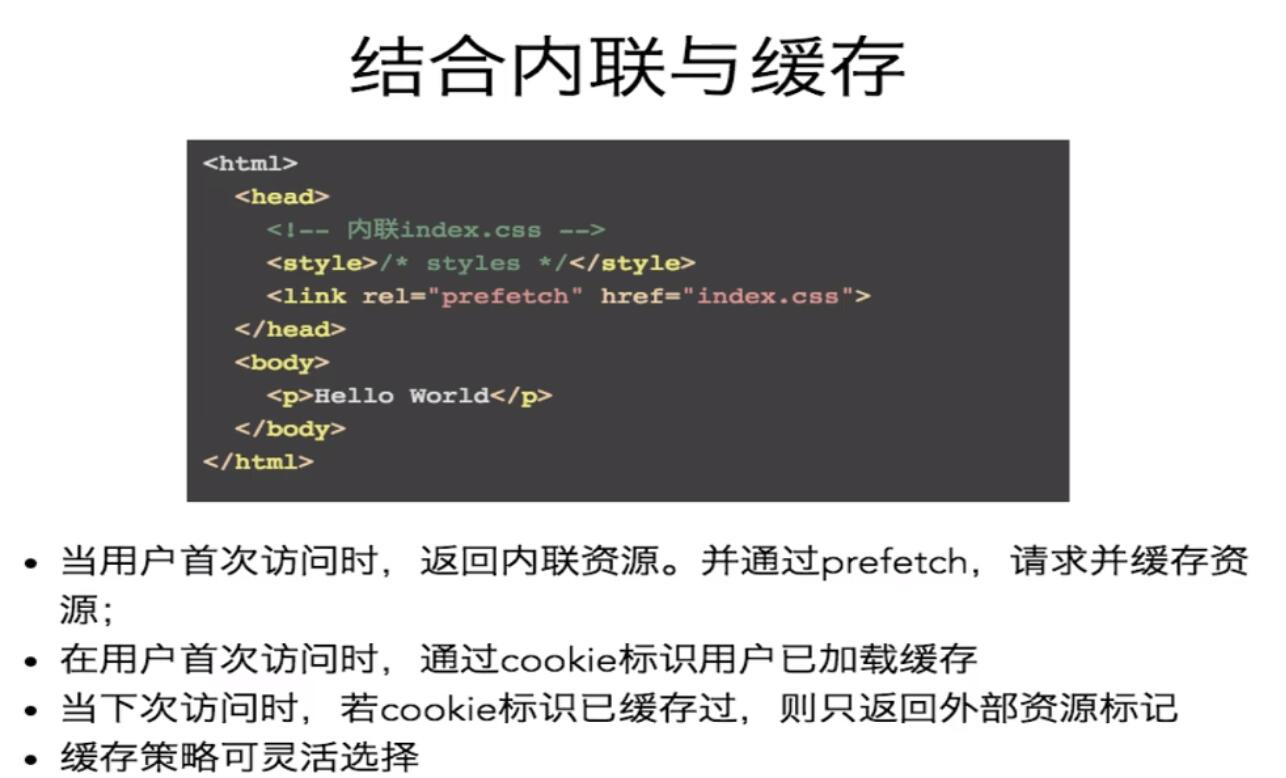 结合内联与缓存
<html>
<head>
<!-- 内联index.css -->
<style>/* styles */</style>
<link rel="prefetch" href="index.css">
</head>
<body>
<p>Hello World</p>
</body>
</html>
• 当用户首次访问时，返回内联资源。并通过prefetch，请求并缓存资
源；
• 在用户首次访问时，通过cookie标识用户已加载缓存
• 当下次访问时，若cookie标识已缓存过，则只返回外部资源标记
• 缓存策略可灵活选择